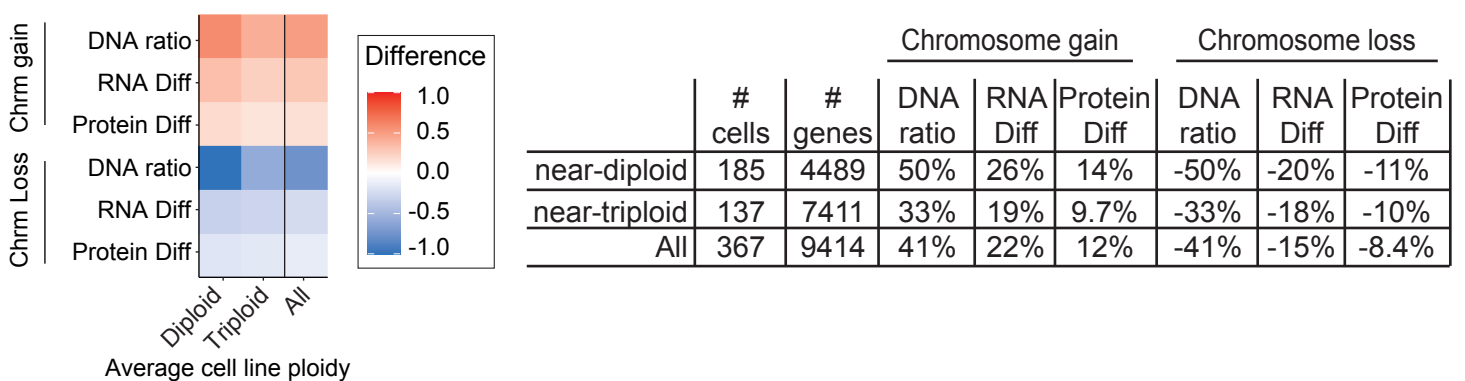 Chrm gain
DNA ratio
RNA Diff
Protein Diff
Chrm Loss
DNA ratio
RNA Diff
Protein Diff
Diploid
Triploid
All
Average cell line ploidy
Difference
1.0
0.5
0.0
-0.5
-1.0
Chromosome gain Chromosome loss
# # DNA RNA Protein DNA RNA Protein
cells genes ratio Diff Diff ratio Diff Diff
near-diploid 185 4489 50% 26% 14% -50% -20% -11%
near-triploid 137 7411 33% 19% 9.7% -33% -18% -10%
All 367 9414 41% 22% 12% -41% -15% -8.4%